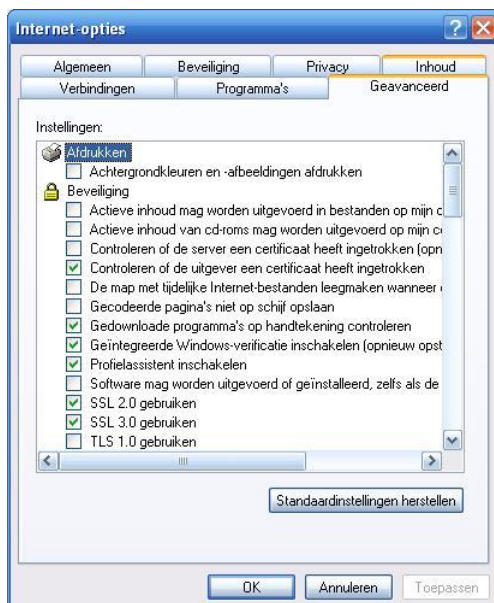 Internet-opties
Algemeen Beveiliging Privacy Inhoud
Verbindingen Programma's Geavanceerd
Instellingen:
Afdrukken
Achtergrondkleuren en -afbeeldingen afdrukken
Beveiliging
Actieve inhoud mag worden uitgevoerd in bestanden op mijn c
Actieve inhoud van cd-roms mag worden uitgevoerd op mijn co
Controleren of de server een certificaat heeft ingetrokken (opn
Controleren of de uitgever een certificaat heeft ingetrokken
De map met tijdelijke Internet-bestanden leegmaken wanneer
Gecodeerde pagina's niet op schijf opslaan
Gedownloade programma's op handtekening controleren
Geïntegreerde Windows-verificatie inschakelen (opnieuw opst
Profielassistent inschakelen
Software mag worden uitgevoerd of geïnstalleerd, zelfs als de
SSL 2.0 gebruiken
SSL 3.0 gebruiken
TLS 1.0 gebruiken
Standaardinstellingen herstellen
OK Annuleren Toepassen